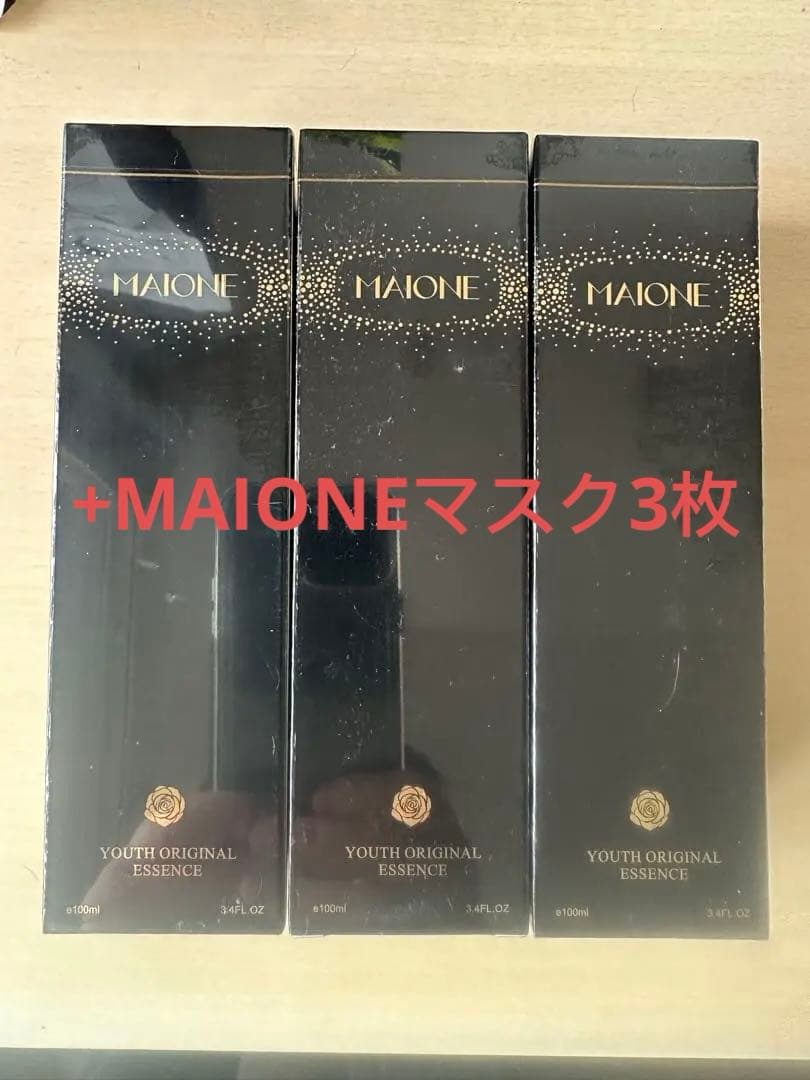 MAIONE
MAIONE
MAIONE
+MAIONEマスク3枚
YOUTH ORIGINAL
ESSENCE
e100ml 3.4FL.OZ
YOUTH ORIGINAL
ESSENCE
e100ml 3.4FL.OZ
YOUTH ORIGINAL
ESSENCE
e100ml 3.4FL.OZ